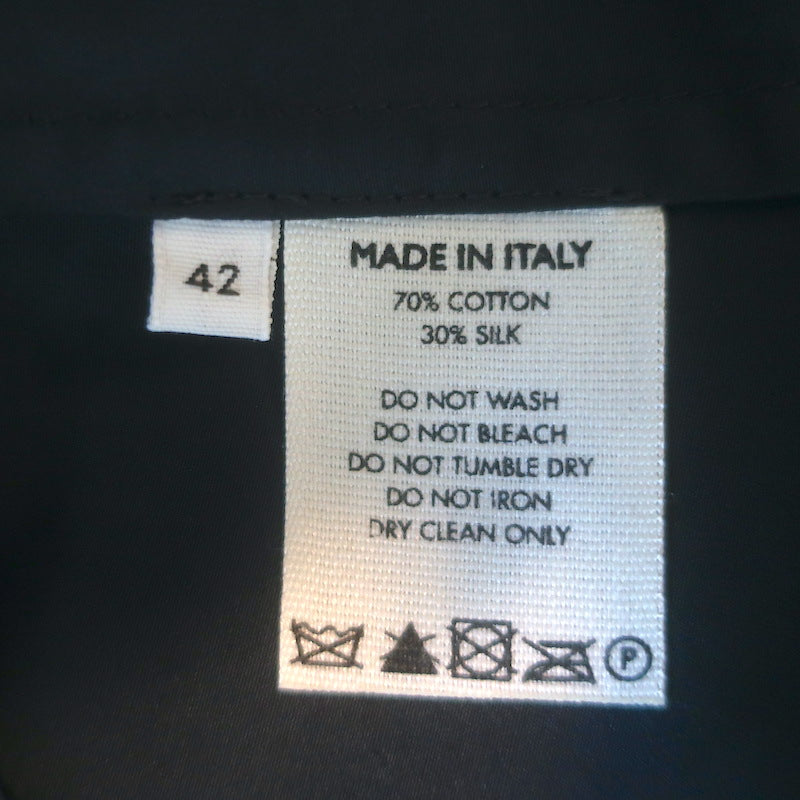 42
MADE IN ITALY
70% COTTON
30% SILK
DO NOT WASH
DO NOT BLEACH
DO NOT TUMBLE DRY
DO NOT IRON
DRY CLEAN ONLY
P